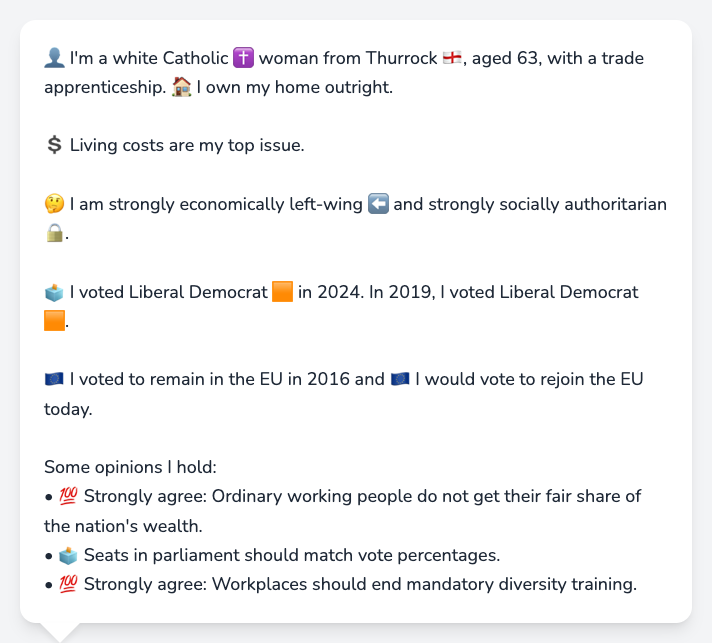 👤 I'm a white Catholic ✝️ woman from Thurrock 🏴󠁧󠁢󠁥󠁮󠁧󠁿, aged 63, with a trade
apprenticeship. 🏠 I own my home outright.
💲 Living costs are my top issue.
🤔 I am strongly economically left-wing ⬅️ and strongly socially authoritarian
🔒.
🗳️ I voted Liberal Democrat 🟧 in 2024. In 2019, I voted Liberal Democrat
🟧.
🇪🇺 I voted to remain in the EU in 2016 and 🇪🇺 I would vote to rejoin the EU
today.
Some opinions I hold:
• 💯 Strongly agree: Ordinary working people do not get their fair share of
the nation's wealth.
• 🗳️ Seats in parliament should match vote percentages.
• 💯 Strongly agree: Workplaces should end mandatory diversity training.